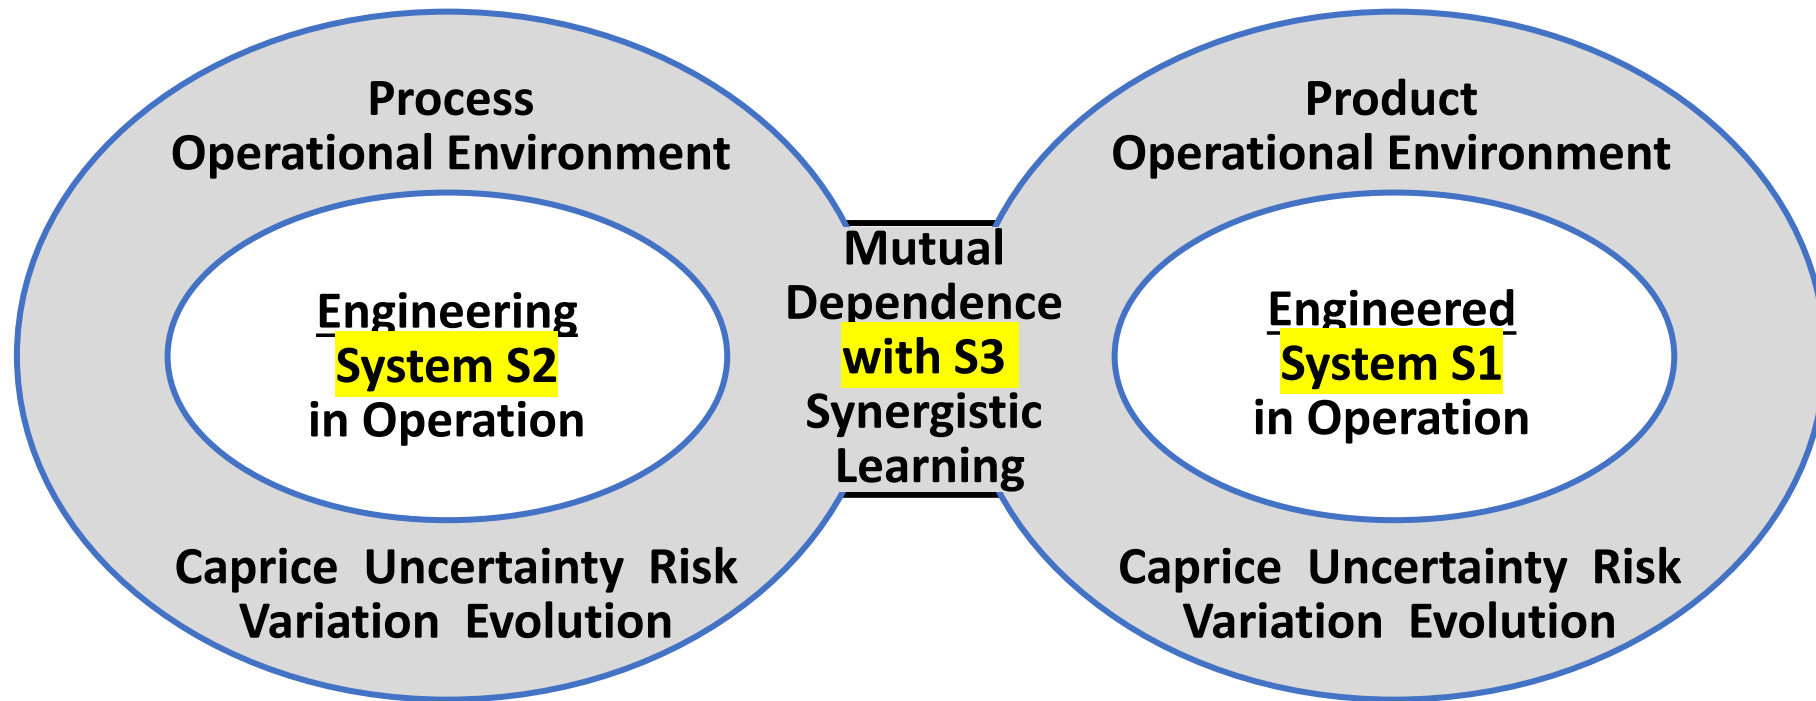 Process
Operational Environment
Engineering
System S2
in Operation
Caprice Uncertainty Risk
Variation Evolution
Mutual
Dependence
with S3
Synergistic
Learning
Product
Operational Environment
Engineered
System S1
in Operation
Caprice Uncertainty Risk
Variation Evolution